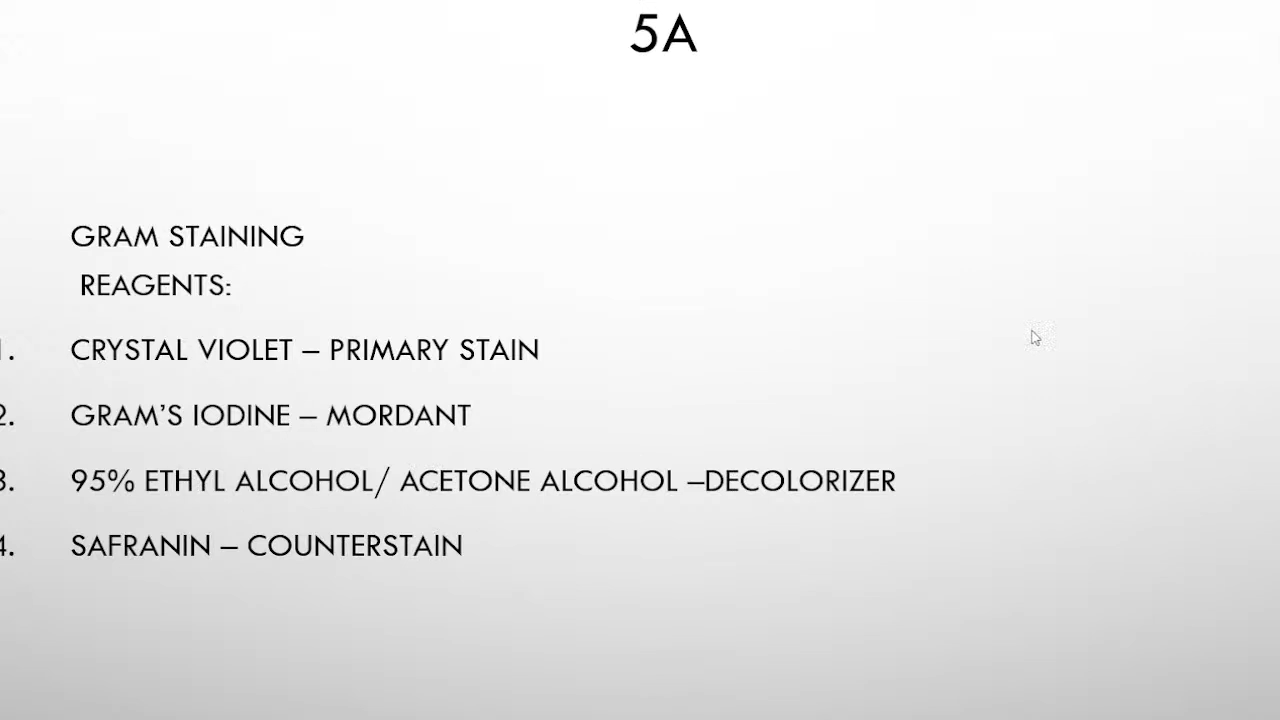 5A
GRAM STAINING
REAGENTS:
1. CRYSTAL VIOLET – PRIMARY STAIN
2. GRAM’S IODINE – MORDANT
3. 95% ETHYL ALCOHOL/ ACETONE ALCOHOL –DECOLORIZER
4. SAFRANIN – COUNTERSTAIN